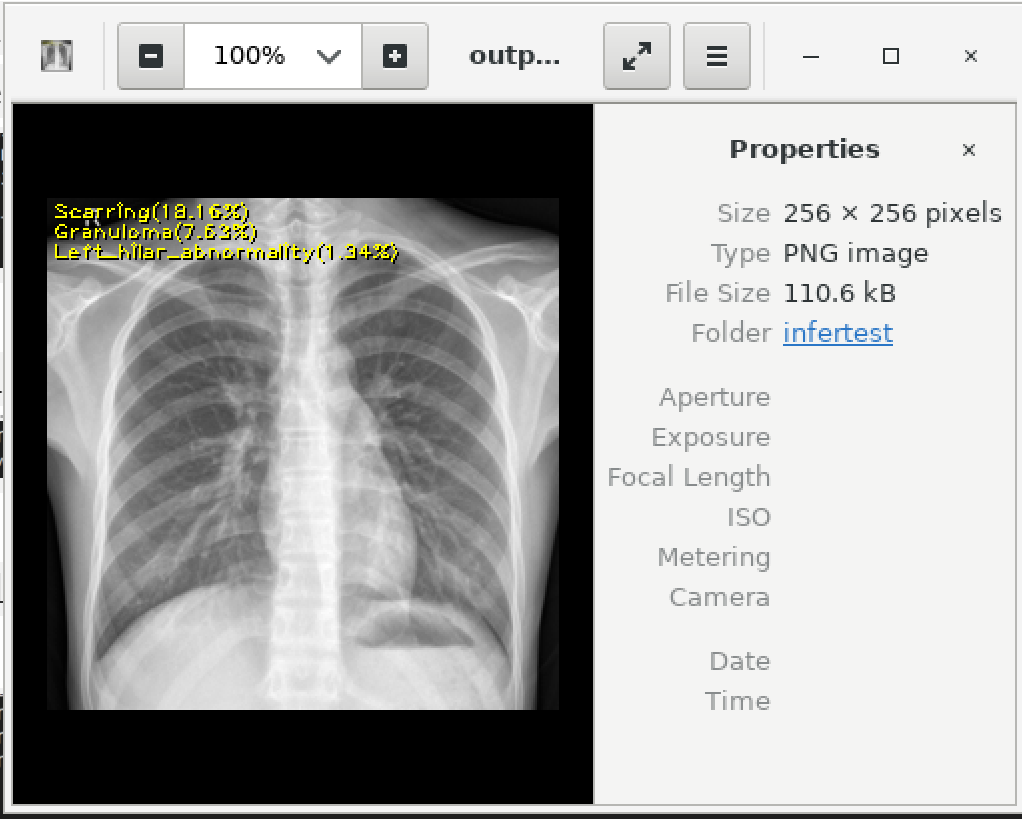 100%
outp...
Scarring(18.16%)
Granuloma(7.63%)
Left_hilar_abnormality(1.34%)
Properties
Size 256 × 256 pixels
Type PNG image
File Size 110.6 kB
Folder infertest
Aperture
Exposure
Focal Length
ISO
Metering
Camera
Date
Time